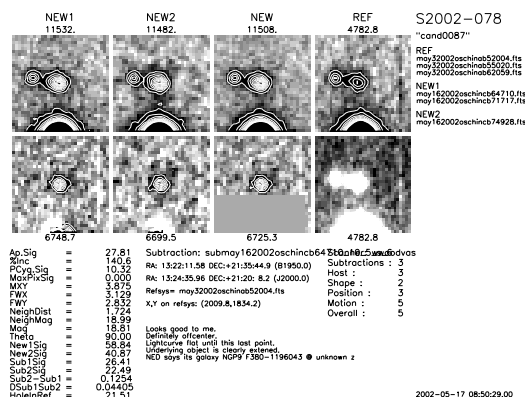 NEW1 NEW2 NEW REF
11532. 11482. 11508. 4782.8
S2002-078
"cand0087"
REF
may32002oschinab52004.fts
may32002oschinab55020.fts
may32002oschinab62059.fts
NEW1
may162002oschincb64710.fts
may162002oschincb71717.fts
NEW2
may162002oschincb74928.fts
6748.7 6699.5 6725.3 4782.8
Ap.Sig = 27.81
%Inc = 140.6
PCyg.Sig = 10.32
MaxPixSig = 0.000
MXY = 3.875
FWX = 3.129
FWY = 2.832
NeighDist = 1.724
NeighMag = 18.99
Mag = 18.81
Theta = 90.00
New1Sig = 58.84
New2Sig = 40.87
Sub1Sig = 26.41
Sub2Sig = 22.49
Sub2-Sub1 = 0.1254
DSub1Sub2 = 0.04405
HoleInRef = 21.51
Subtraction: submay162002oschincb647
RA: 13:22:11.58 DEC:+21:35:44.9 (B1950.0)
RA: 13:24:35.96 DEC:+21:20: 8.2 (J2000.0)
Refsys= may32002oschinab52004.fts
X,Y on refsys: (2009.8,1834.2)
Looks good to me.
Definitely offcenter.
Lightcurve flat until this last point.
Underlying object is clearly extended.
NED says its galaxy NGP9 F380-1196043 @ unknown z
Subtractions : 3
Host : 3
Shape : 2
Position : 3
Motion : 5
Overall : 5
2002-05-17 08:50:29.00